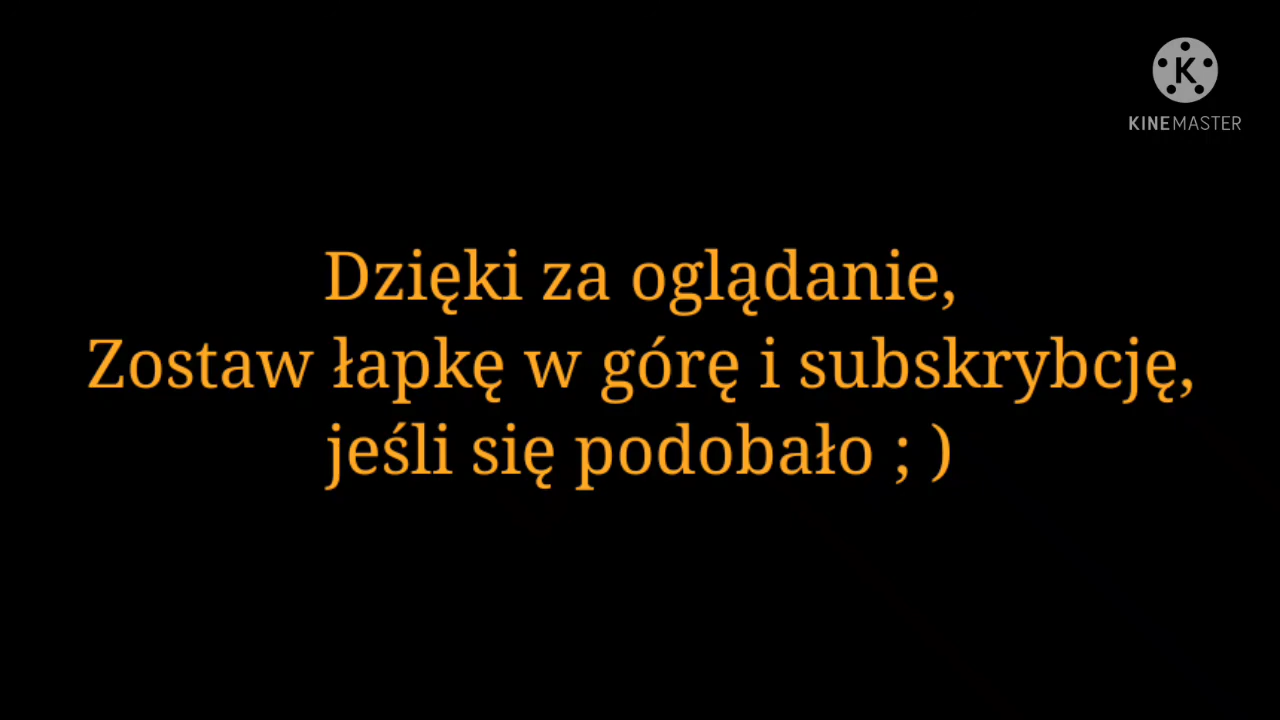 K
KINEMASTER
Dzięki za oglądanie,
Zostaw łapkę w górę i subskrybcję,
jeśli się podobało ; )